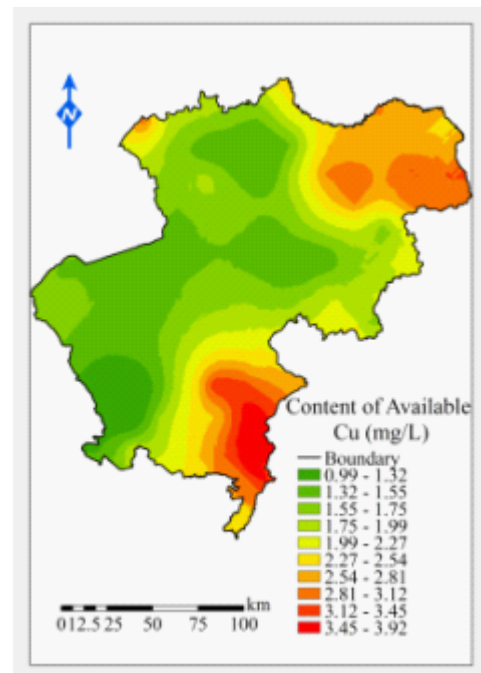 N
Content of Available
Cu (mg/L)
Boundary
0.99 - 1.32
1.32 - 1.55
1.55 - 1.75
1.75 - 1.99
1.99 - 2.27
2.27 - 2.54
2.54 - 2.81
2.81 - 3.12
3.12 - 3.45
3.45 - 3.92
km
012.5 25 50 75 100